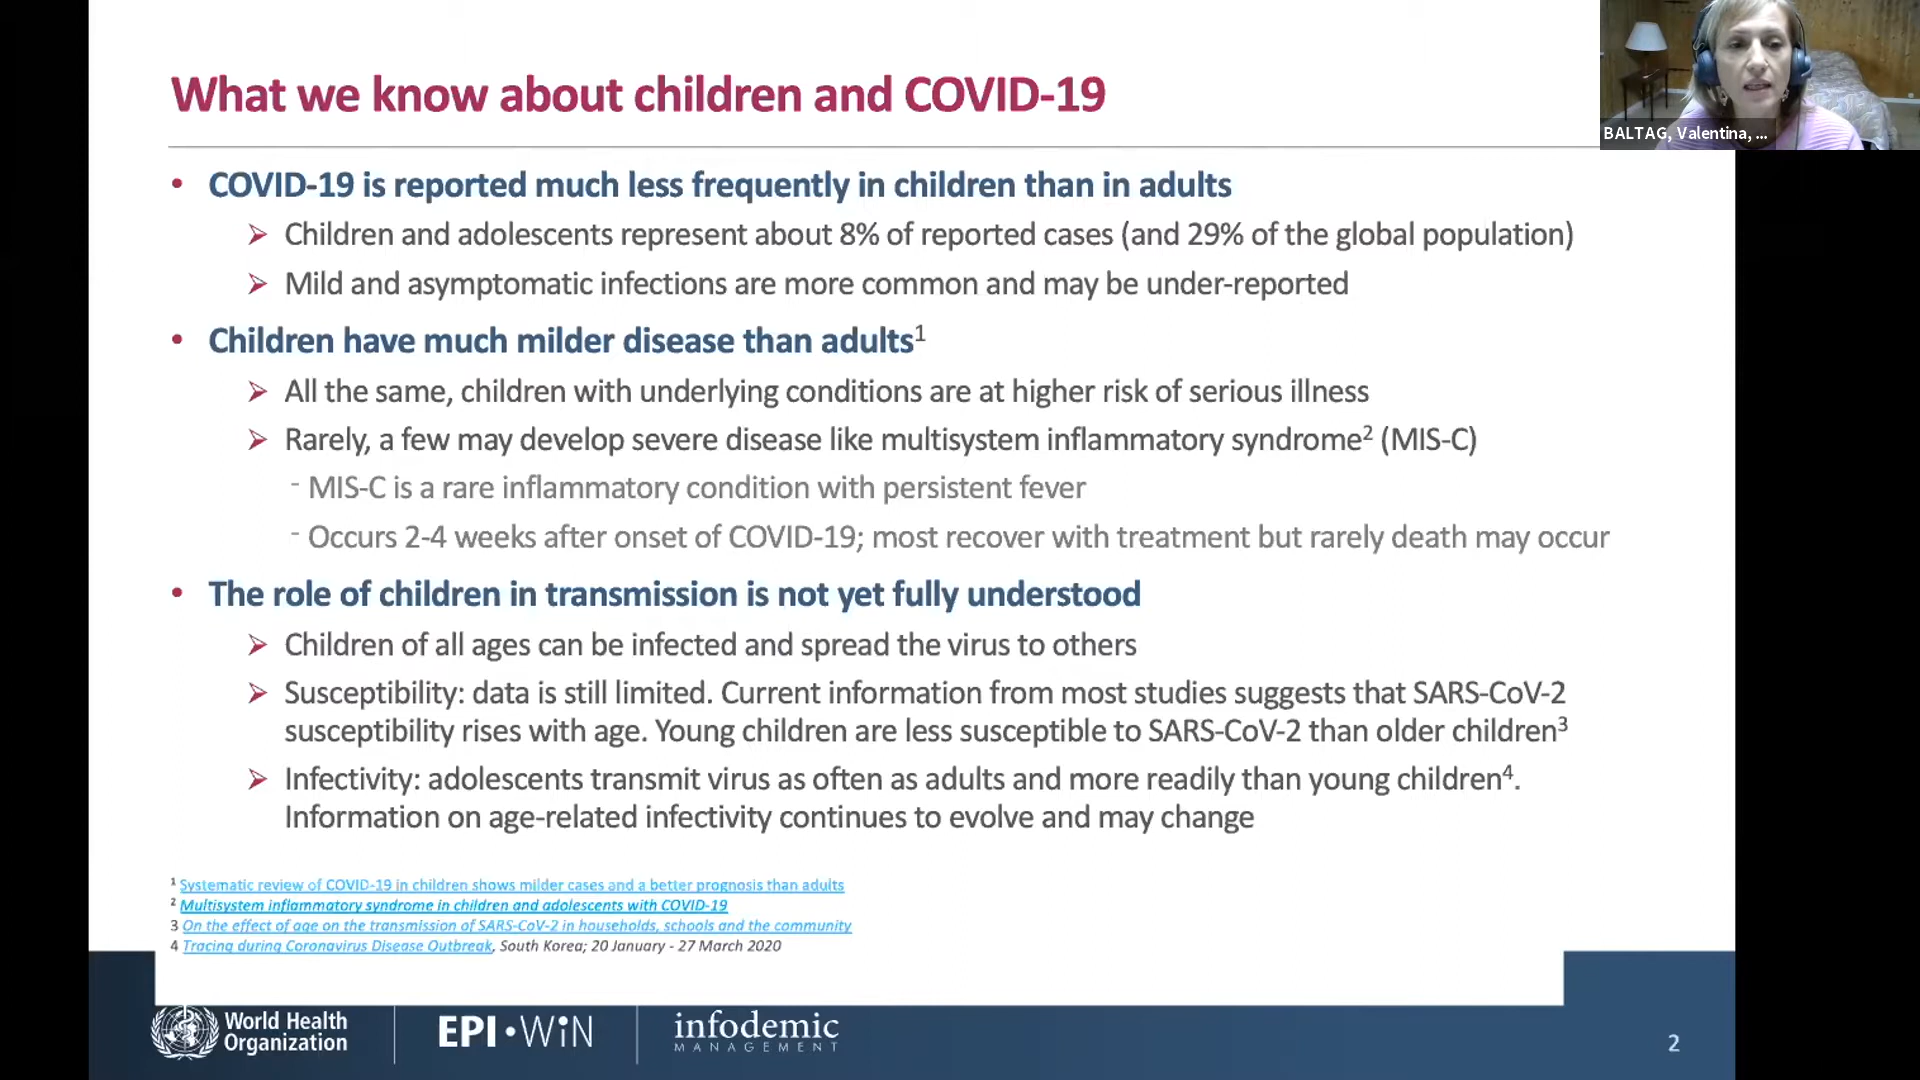 What we know about children and COVID-19
BALTAG, Valentina, ...
• COVID-19 is reported much less frequently in children than in adults
➢ Children and adolescents represent about 8% of reported cases (and 29% of the global population)
➢ Mild and asymptomatic infections are more common and may be under-reported
• Children have much milder disease than adults¹
➢ All the same, children with underlying conditions are at higher risk of serious illness
➢ Rarely, a few may develop severe disease like multisystem inflammatory syndrome² (MIS-C)
- MIS-C is a rare inflammatory condition with persistent fever
- Occurs 2-4 weeks after onset of COVID-19; most recover with treatment but rarely death may occur
• The role of children in transmission is not yet fully understood
➢ Children of all ages can be infected and spread the virus to others
➢ Susceptibility: data is still limited. Current information from most studies suggests that SARS-CoV-2
susceptibility rises with age. Young children are less susceptible to SARS-CoV-2 than older children³
➢ Infectivity: adolescents transmit virus as often as adults and more readily than young children⁴.
Information on age-related infectivity continues to evolve and may change
¹ Systematic review of COVID-19 in children shows milder cases and a better prognosis than adults
² Multisystem inflammatory syndrome in children and adolescents with COVID-19
3 On the effect of age on the transmission of SARS-CoV-2 in households, schools and the community
4 Tracing during Coronavirus Disease Outbreak, South Korea; 20 January - 27 March 2020
World Health
Organization
EPI•WiN
infodemic
MANAGEMENT
2